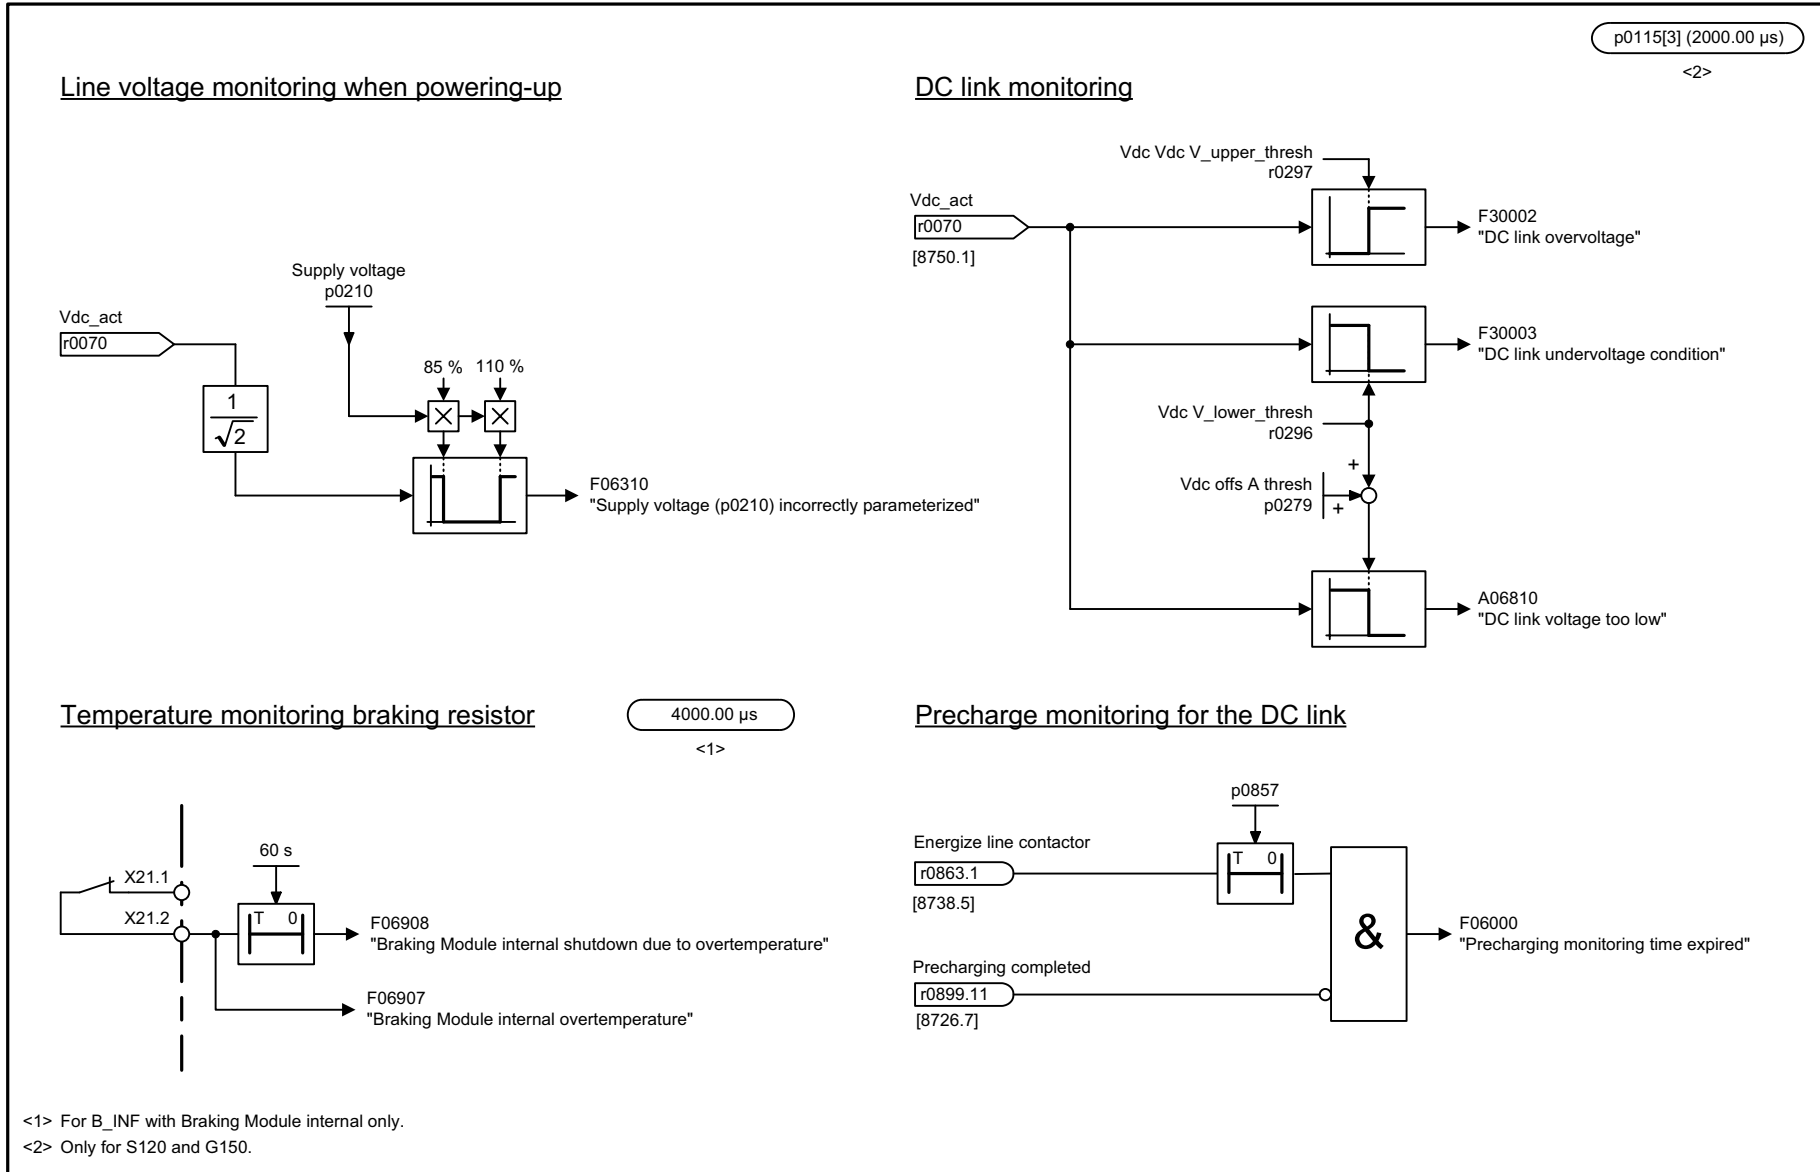 p0115[3] (2000.00 µs)
<2>
Line voltage monitoring when powering-up
Supply voltage
p0210
Vdc_act
r0070
85 %
110 %
1
√2
F06310
"Supply voltage (p0210) incorrectly parameterized"
DC link monitoring
Vdc Vdc V_upper_thresh
r0297
Vdc_act
r0070
[8750.1]
F30002
"DC link overvoltage"
F30003
"DC link undervoltage condition"
Vdc V_lower_thresh
r0296
+
Vdc offs A thresh
p0279
+
A06810
"DC link voltage too low"
Temperature monitoring braking resistor
4000.00 µs
<1>
60 s
X21.1
X21.2
T 0
F06908
"Braking Module internal shutdown due to overtemperature"
F06907
"Braking Module internal overtemperature"
Precharge monitoring for the DC link
p0857
Energize line contactor
r0863.1
[8738.5]
T 0
&
F06000
"Precharging monitoring time expired"
Precharging completed
r0899.11
[8726.7]
<1> For B_INF with Braking Module internal only.
<2> Only for S120 and G150.